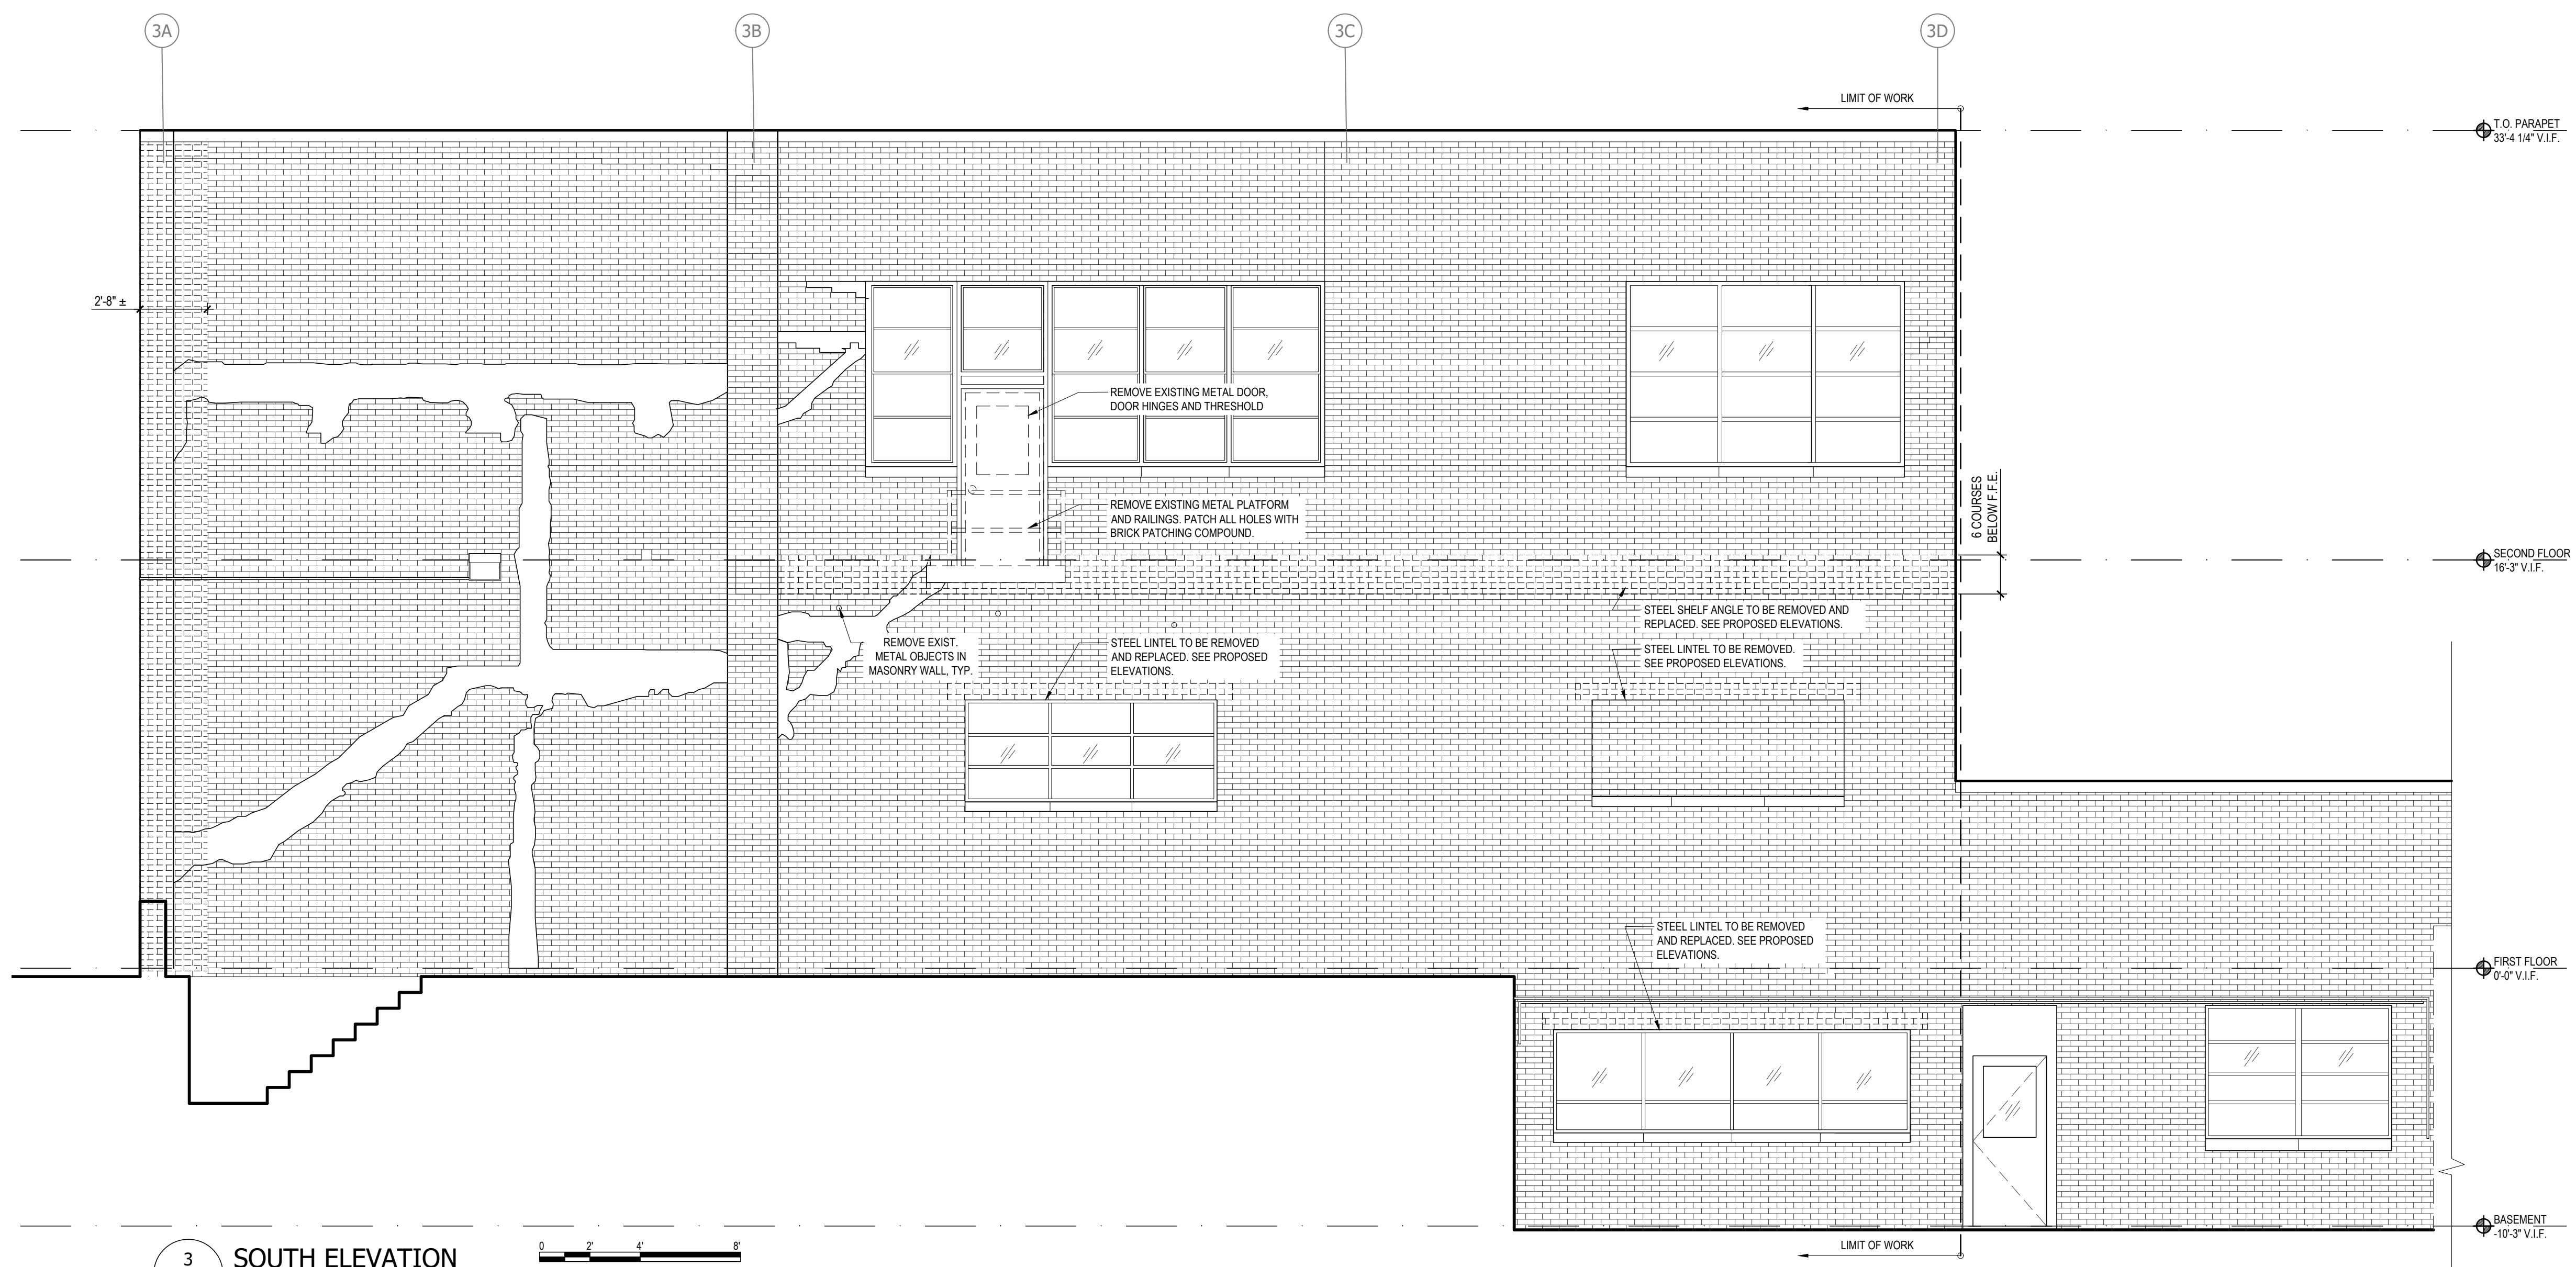 3A
3B
3C
3D
LIMIT OF WORK
T.O. PARAPET
33'-4 1/4" V.I.F.
2'-8" ±
REMOVE EXISTING METAL DOOR,
DOOR HINGES AND THRESHOLD
REMOVE EXISTING METAL PLATFORM
AND RAILINGS. PATCH ALL HOLES WITH
BRICK PATCHING COMPOUND.
6 COURSES
BELOW F.F.E.
SECOND FLOOR
16'-3" V.I.F.
STEEL SHELF ANGLE TO BE REMOVED AND
REPLACED. SEE PROPOSED ELEVATIONS.
REMOVE EXIST.
METAL OBJECTS IN
MASONRY WALL, TYP.
STEEL LINTEL TO BE REMOVED
AND REPLACED. SEE PROPOSED
ELEVATIONS.
STEEL LINTEL TO BE REMOVED.
SEE PROPOSED ELEVATIONS.
STEEL LINTEL TO BE REMOVED
AND REPLACED. SEE PROPOSED
ELEVATIONS.
FIRST FLOOR
0'-0" V.I.F.
BASEMENT
-10'-3" V.I.F.
LIMIT OF WORK
3
SOUTH ELEVATION
0 2' 4' 8'